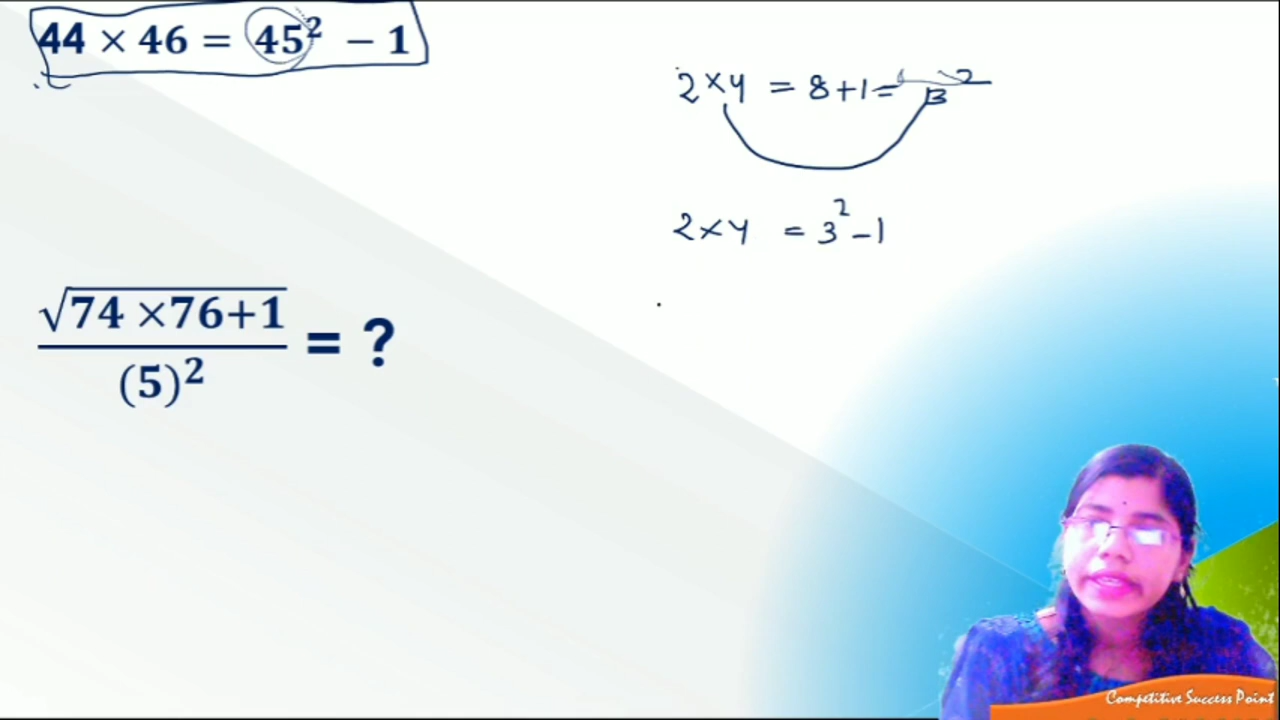 44 × 46 = 45² − 1
2×4 = 8+1=
3²
2×4 = 3²−1
√74 ×76+1
(5)²
= ?
Competitive Success Point